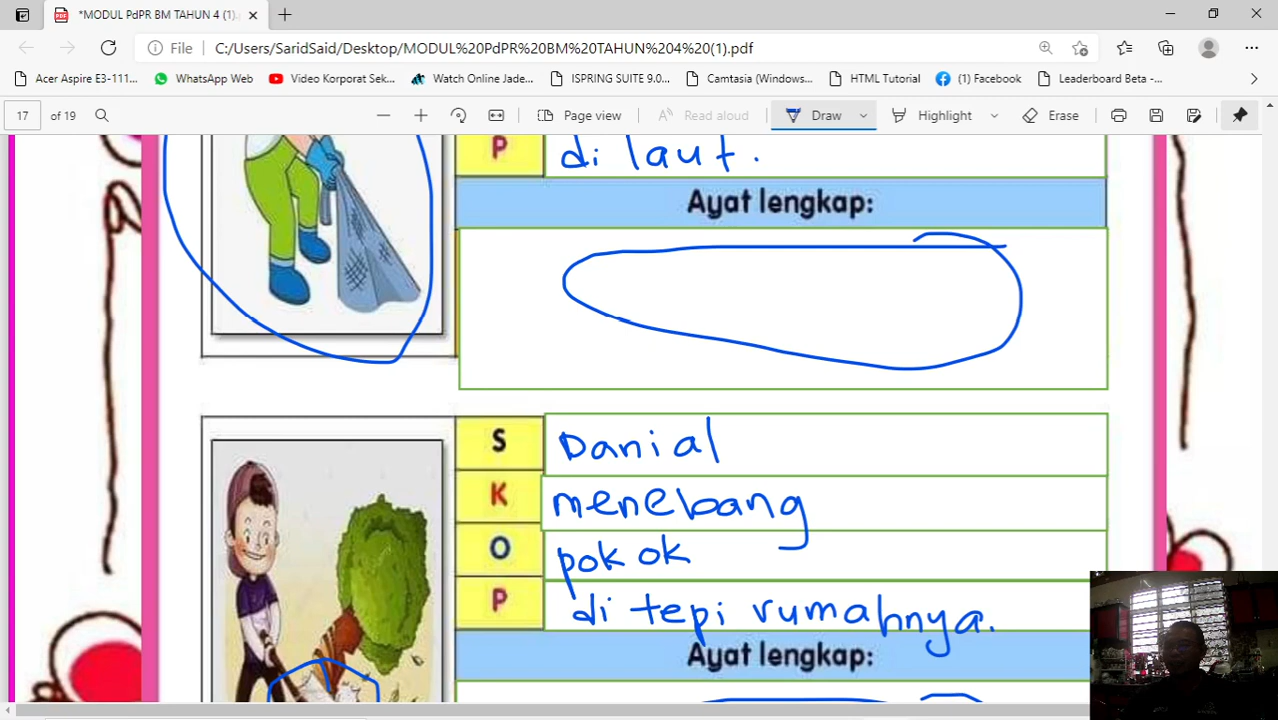 *MODUL PdPR BM TAHUN 4 (1).pdf
File C:/Users/SaridSaid/Desktop/MODUL%20PdPR%20BM%20TAHUN%204%20(1).pdf
Acer Aspire E3-111... WhatsApp Web Video Korporat Sek... Watch Online Jade... ISPRING SUITE 9.0... Camtasia (Windows... HTML Tutorial (1) Facebook Leaderboard Beta -...
17 of 19 Page view Read aloud Draw Highlight Erase
P di laut.
Ayat lengkap:
S Danial
K menebang
O pokok
P di tepi rumahnya.
Ayat lengkap: